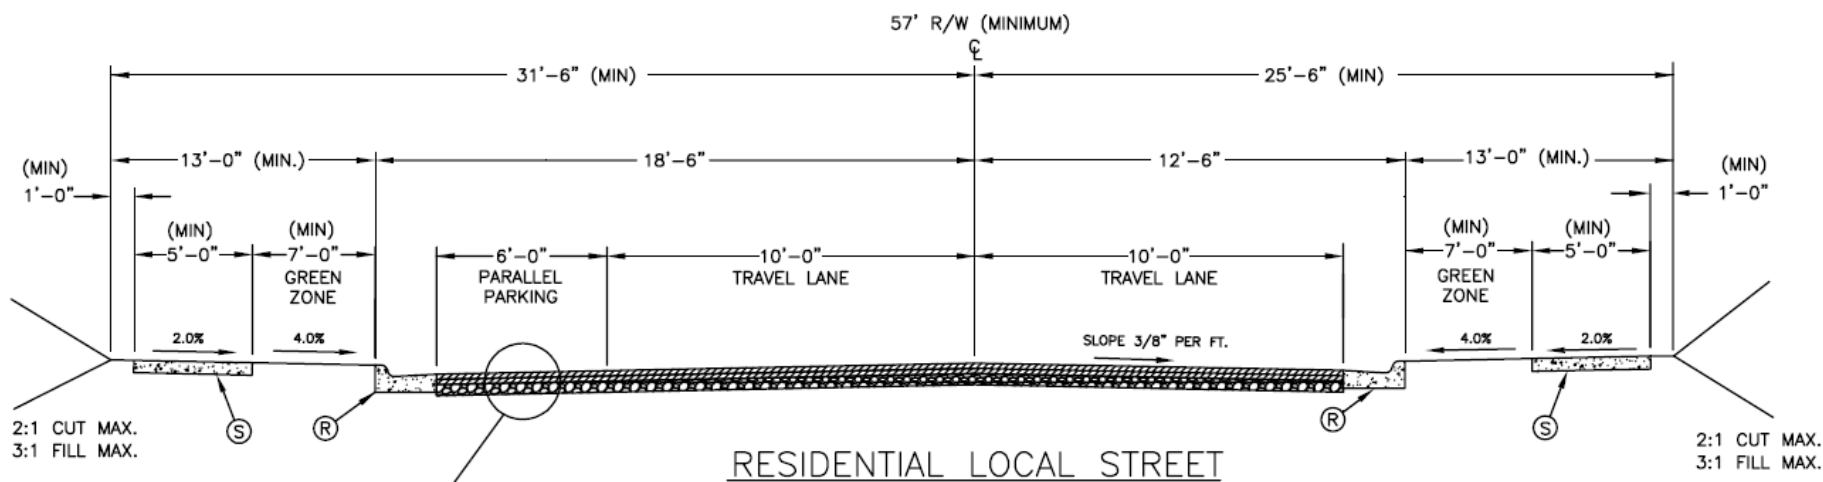 57' R/W (MINIMUM)
℄
31'-6" (MIN)
25'-6" (MIN)
(MIN)
1'-0"
13'-0" (MIN.)
18'-6"
12'-6"
13'-0" (MIN.)
(MIN)
1'-0"
(MIN)
5'-0"
(MIN)
7'-0"
GREEN
ZONE
6'-0"
PARALLEL
PARKING
10'-0"
TRAVEL LANE
10'-0"
TRAVEL LANE
(MIN)
7'-0"
GREEN
ZONE
(MIN)
5'-0"
2.0%
4.0%
SLOPE 3/8" PER FT.
4.0%
2.0%
2:1 CUT MAX.
3:1 FILL MAX.
S
R
R
S
2:1 CUT MAX.
3:1 FILL MAX.
RESIDENTIAL LOCAL STREET